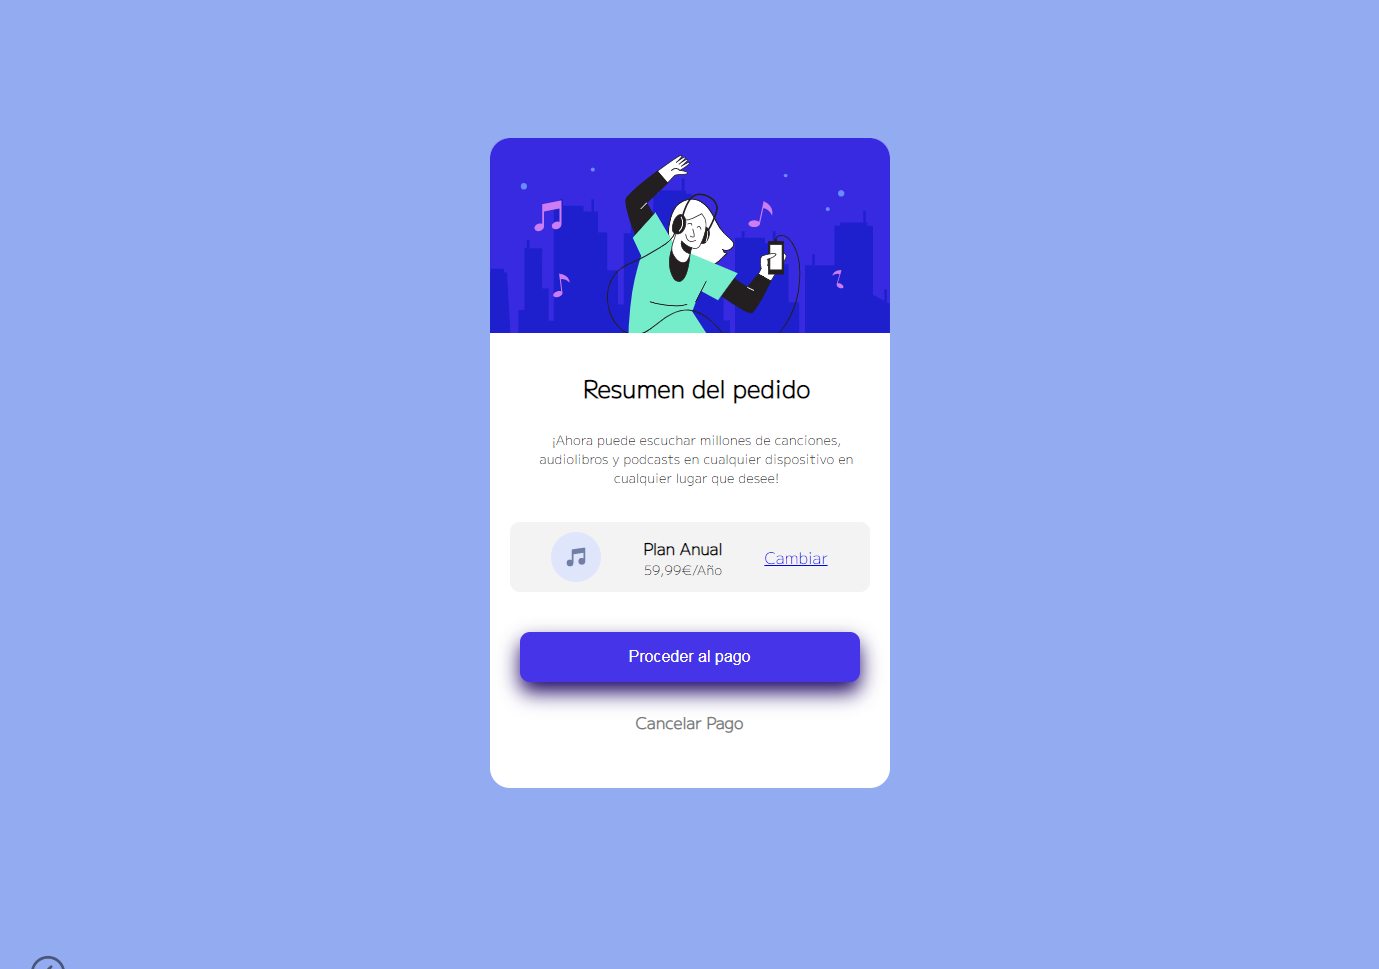 Resumen del pedido
¡Ahora puede escuchar millones de canciones,
audiolibros y podcasts en cualquier dispositivo en
cualquier lugar que desee!
Plan Anual
59,99€/Año
Cambiar
Proceder al pago
Cancelar Pago